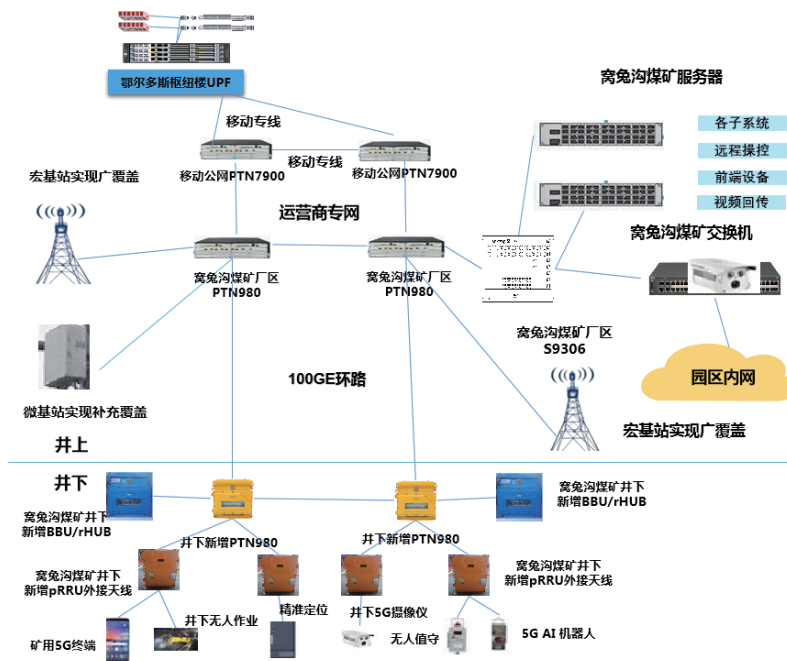 鄂尔多斯枢纽楼UPF
窝兔沟煤矿服务器
各子系统
远程操控
前端设备
视频回传
移动专线
移动专线
移动公网PTN7900
移动公网PTN7900
宏基站实现广覆盖
运营商专网
窝兔沟煤矿交换机
窝兔沟煤矿厂区
PTN980
窝兔沟煤矿厂区
PTN980
窝兔沟煤矿厂区
S9306
100GE环路
园区内网
微基站实现补充覆盖
宏基站实现广覆盖
井上
井下
窝兔沟煤矿井下
新增BBU/rHUB
窝兔沟煤矿井下
新增BBU/rHUB
井下新增PTN980
井下新增PTN980
窝兔沟煤矿井下
新增pRRU外接天线
窝兔沟煤矿井下
新增pRRU外接天线
矿用5G终端
井下无人作业
精准定位
井下5G摄像仪
无人值守
5G AI 机器人